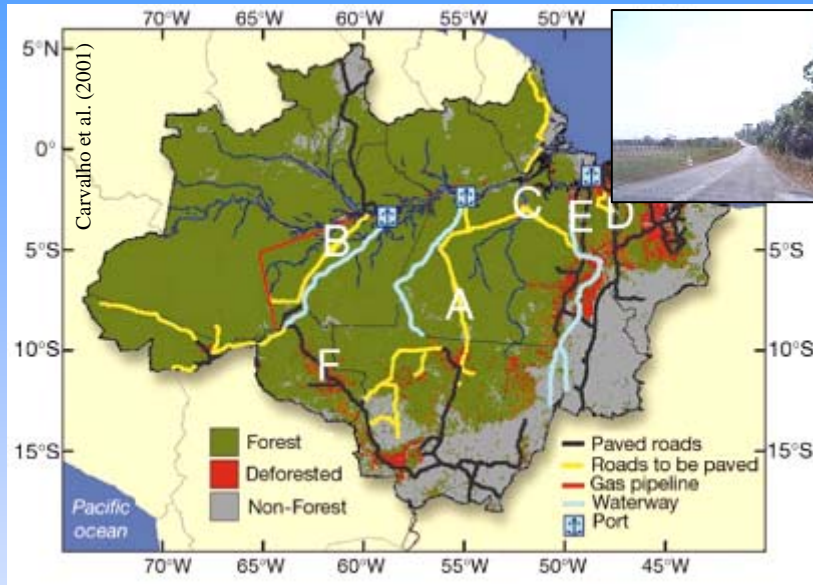 70°W 65°W 60°W 55°W 50°W
Carvalho et al. (2001)
5°N
0°
5°S
10°S
15°S
5°S
10°S
15°S
B
C
E
D
A
F
Forest
Deforested
Non-Forest
Paved roads
Roads to be paved
Gas pipeline
Waterway
Port
Pacific
ocean
70°W 65°W 60°W 55°W 50°W 45°W